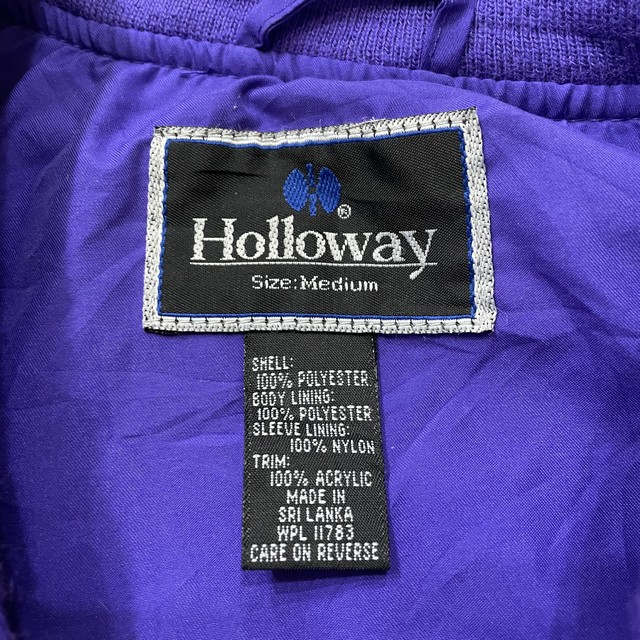 ®
Holloway
Size:Medium
SHELL:
100% POLYESTER
BODY LINING:
100% POLYESTER
SLEEVE LINING:
100% NYLON
TRIM:
100% ACRYLIC
MADE IN
SRI LANKA
WPL 11783
CARE ON REVERSE